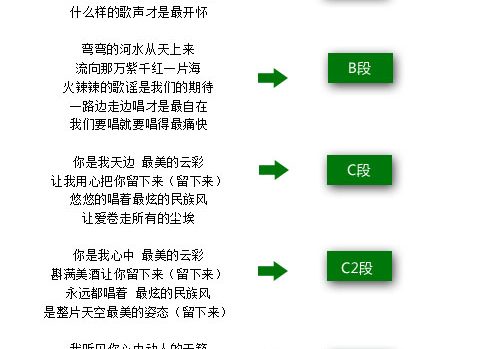 什么样的歌声才是最开怀
弯弯的河水从天上来
流向那万紫千红一片海
火辣辣的歌谣是我们的期待
一路边走边唱才是最自在
我们要唱就要唱得最痛快
B段
你是我天边 最美的云彩
让我用心把你留下来（留下来）
悠悠的唱着最炫的民族风
让爱卷走所有的尘埃
C段
你是我心中 最美的云彩
斟满美酒让你留下来（留下来）
永远都唱着 最炫的民族风
是整片天空最美的姿态（留下来）
C2段